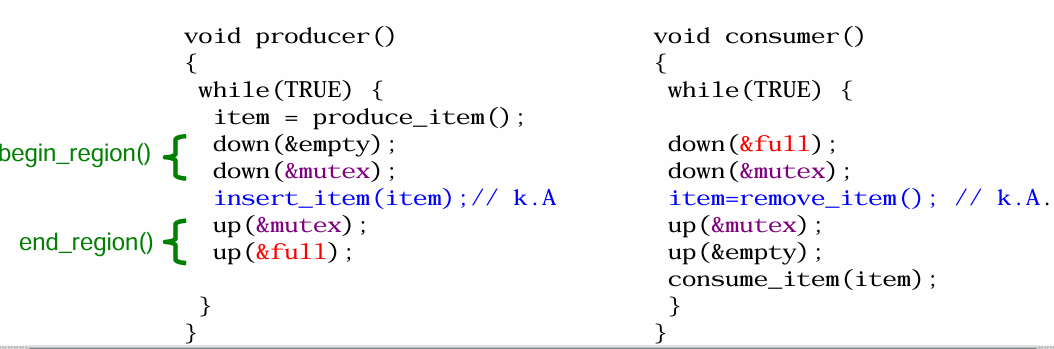 void producer()
{
while(TRUE) {
item = produce_item();
begin_region() {
down(&empty);
down(&mutex);
insert_item(item);// k.A
end_region() {
up(&mutex);
up(&full);
}
}
void consumer()
{
while(TRUE) {
down(&full);
down(&mutex);
item=remove_item(); // k.A.
up(&mutex);
up(&empty);
consume_item(item);
}
}